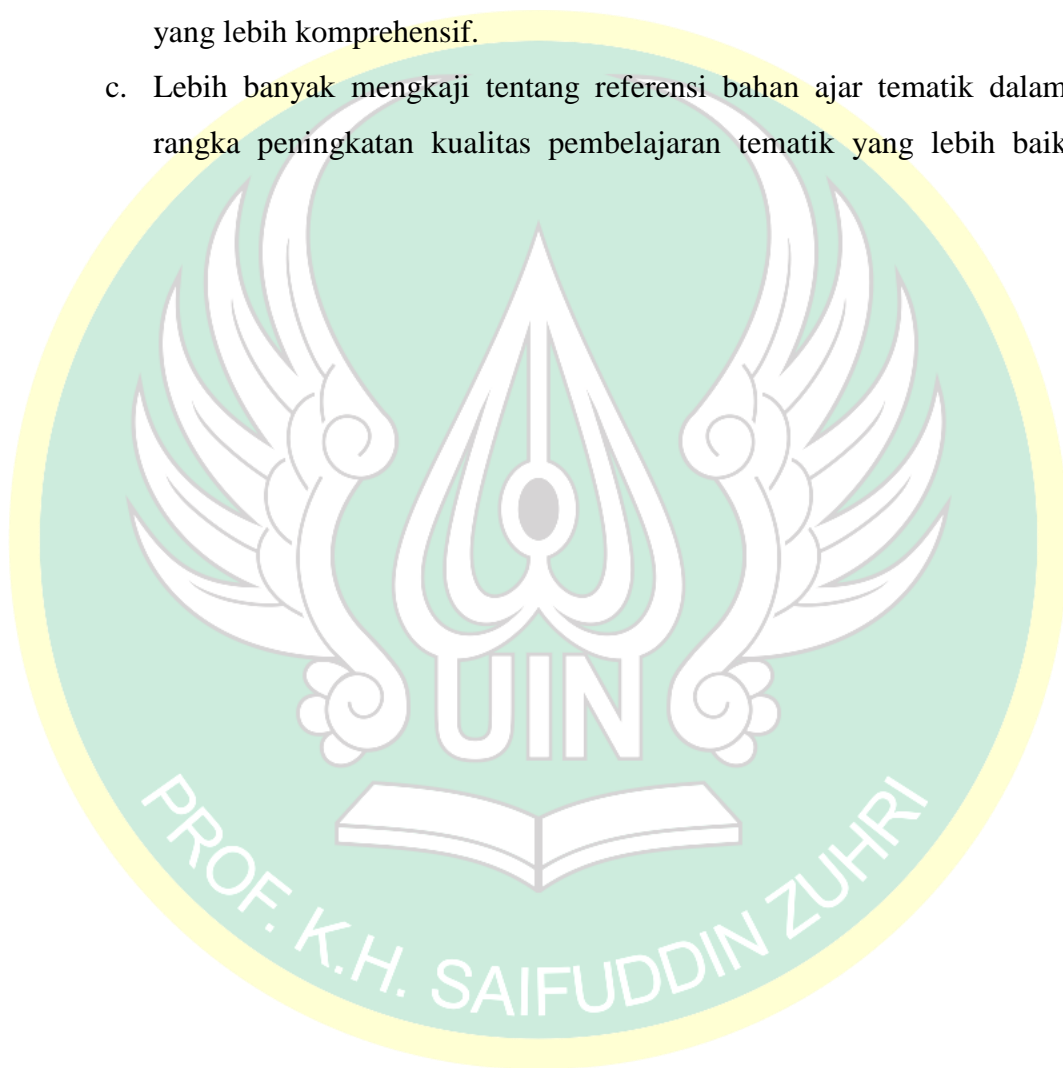 yang lebih komprehensif.
c. Lebih banyak mengkaji tentang referensi bahan ajar tematik dalam
rangka peningkatan kualitas pembelajaran tematik yang lebih baik
UIN
PROF. K.H. SAIFUDDIN ZUHRI